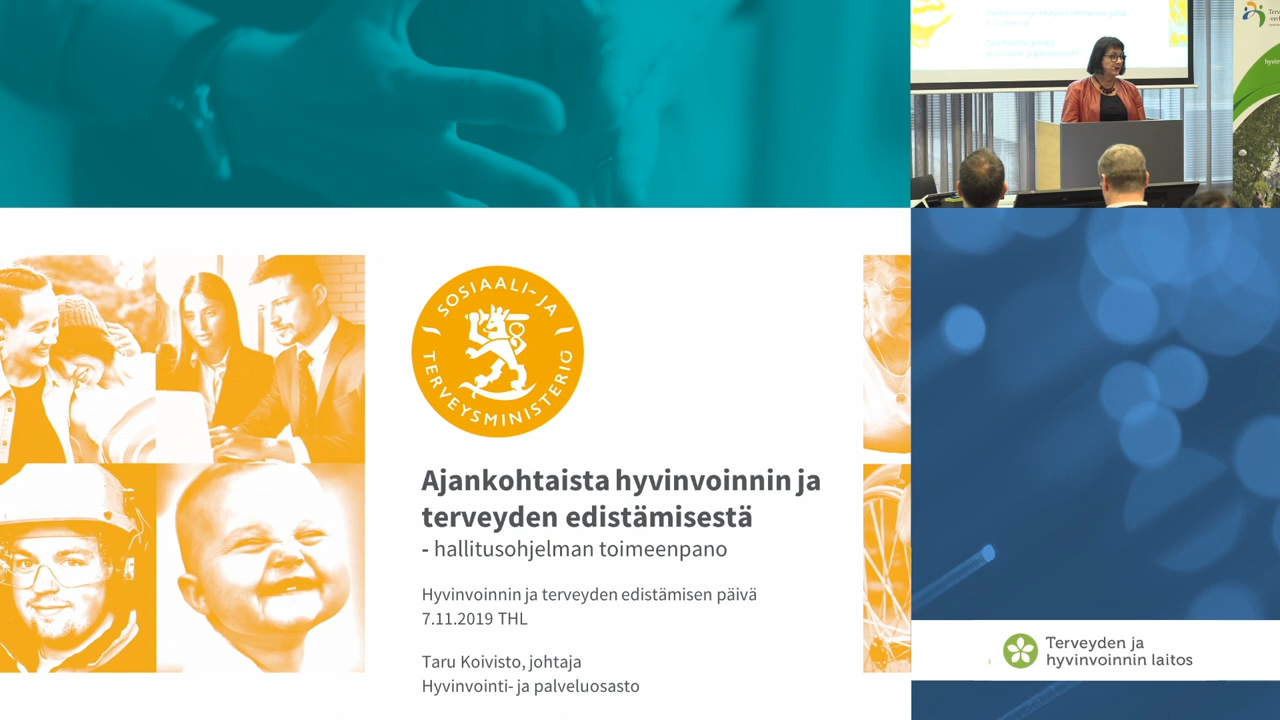 SOSIAALI- JA
TERVEYSMINISTERIÖ
Ajankohtaista hyvinvoinnin ja
terveyden edistämisestä
- hallitusohjelman toimeenpano
Hyvinvoinnin ja terveyden edistämisen päivä
7.11.2019 THL
Taru Koivisto, johtaja
Hyvinvointi- ja palveluosasto
Terveyden ja
hyvinvoinnin laitos